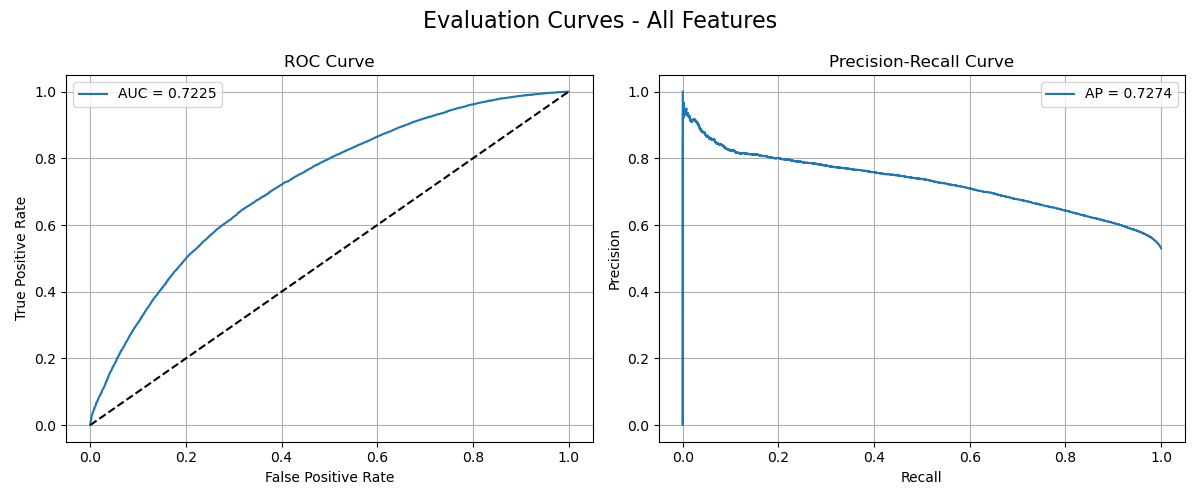 Evaluation Curves - All Features
ROC Curve
AUC = 0.7225
1.0
0.8
0.6
0.4
0.2
0.0
True Positive Rate
0.0 0.2 0.4 0.6 0.8 1.0
False Positive Rate
Precision-Recall Curve
AP = 0.7274
1.0
0.8
0.6
0.4
0.2
0.0
Precision
0.0 0.2 0.4 0.6 0.8 1.0
Recall